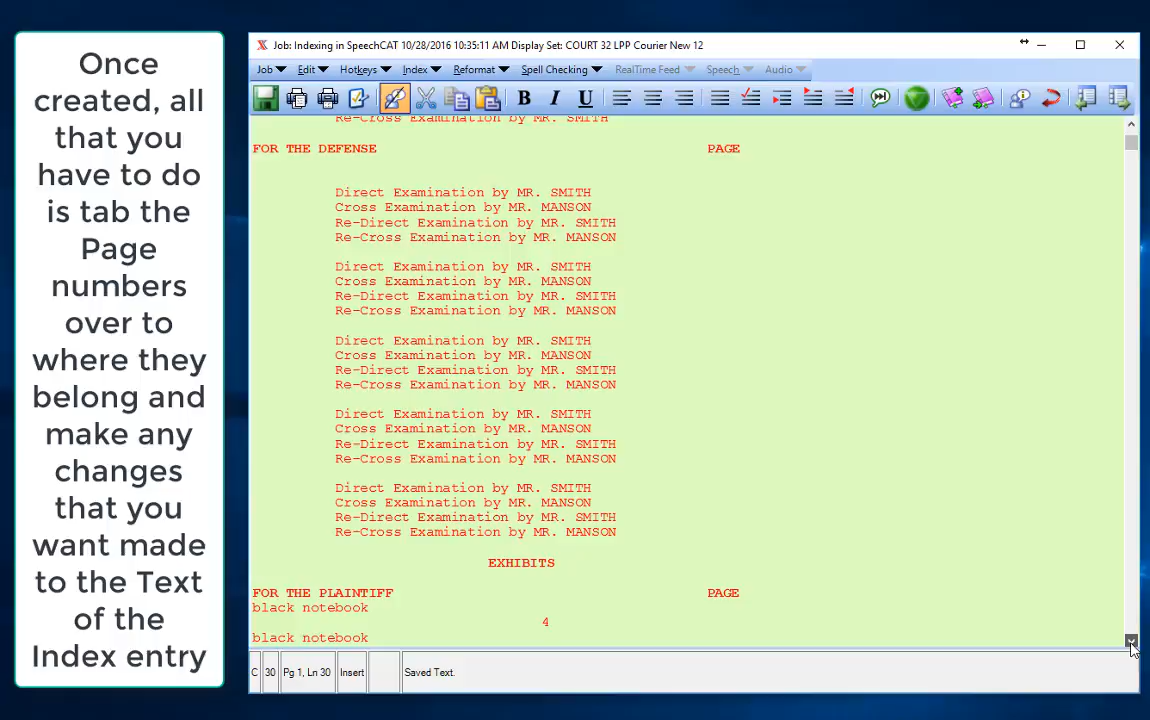 Once
created, all
that you
have to do
is tab the
Page
numbers
over to
where they
belong and
make any
changes
that you
want made
to the Text
of the
Index entry
Job: Indexing in SpeechCAT 10/28/2016 10:35:11 AM Display Set: COURT 32 LPP Courier New 12
Job Edit Hotkeys Index Reformat Spell Checking RealTime Feed Speech Audio
B I U
Re-Cross Examination by MR. SMITH
FOR THE DEFENSE PAGE
Direct Examination by MR. SMITH
Cross Examination by MR. MANSON
Re-Direct Examination by MR. SMITH
Re-Cross Examination by MR. MANSON
Direct Examination by MR. SMITH
Cross Examination by MR. MANSON
Re-Direct Examination by MR. SMITH
Re-Cross Examination by MR. MANSON
Direct Examination by MR. SMITH
Cross Examination by MR. MANSON
Re-Direct Examination by MR. SMITH
Re-Cross Examination by MR. MANSON
Direct Examination by MR. SMITH
Cross Examination by MR. MANSON
Re-Direct Examination by MR. SMITH
Re-Cross Examination by MR. MANSON
Direct Examination by MR. SMITH
Cross Examination by MR. MANSON
Re-Direct Examination by MR. SMITH
Re-Cross Examination by MR. MANSON
EXHIBITS
FOR THE PLAINTIFF PAGE
black notebook
4
black notebook
C 30 Pg 1, Ln 30 Insert Saved Text.